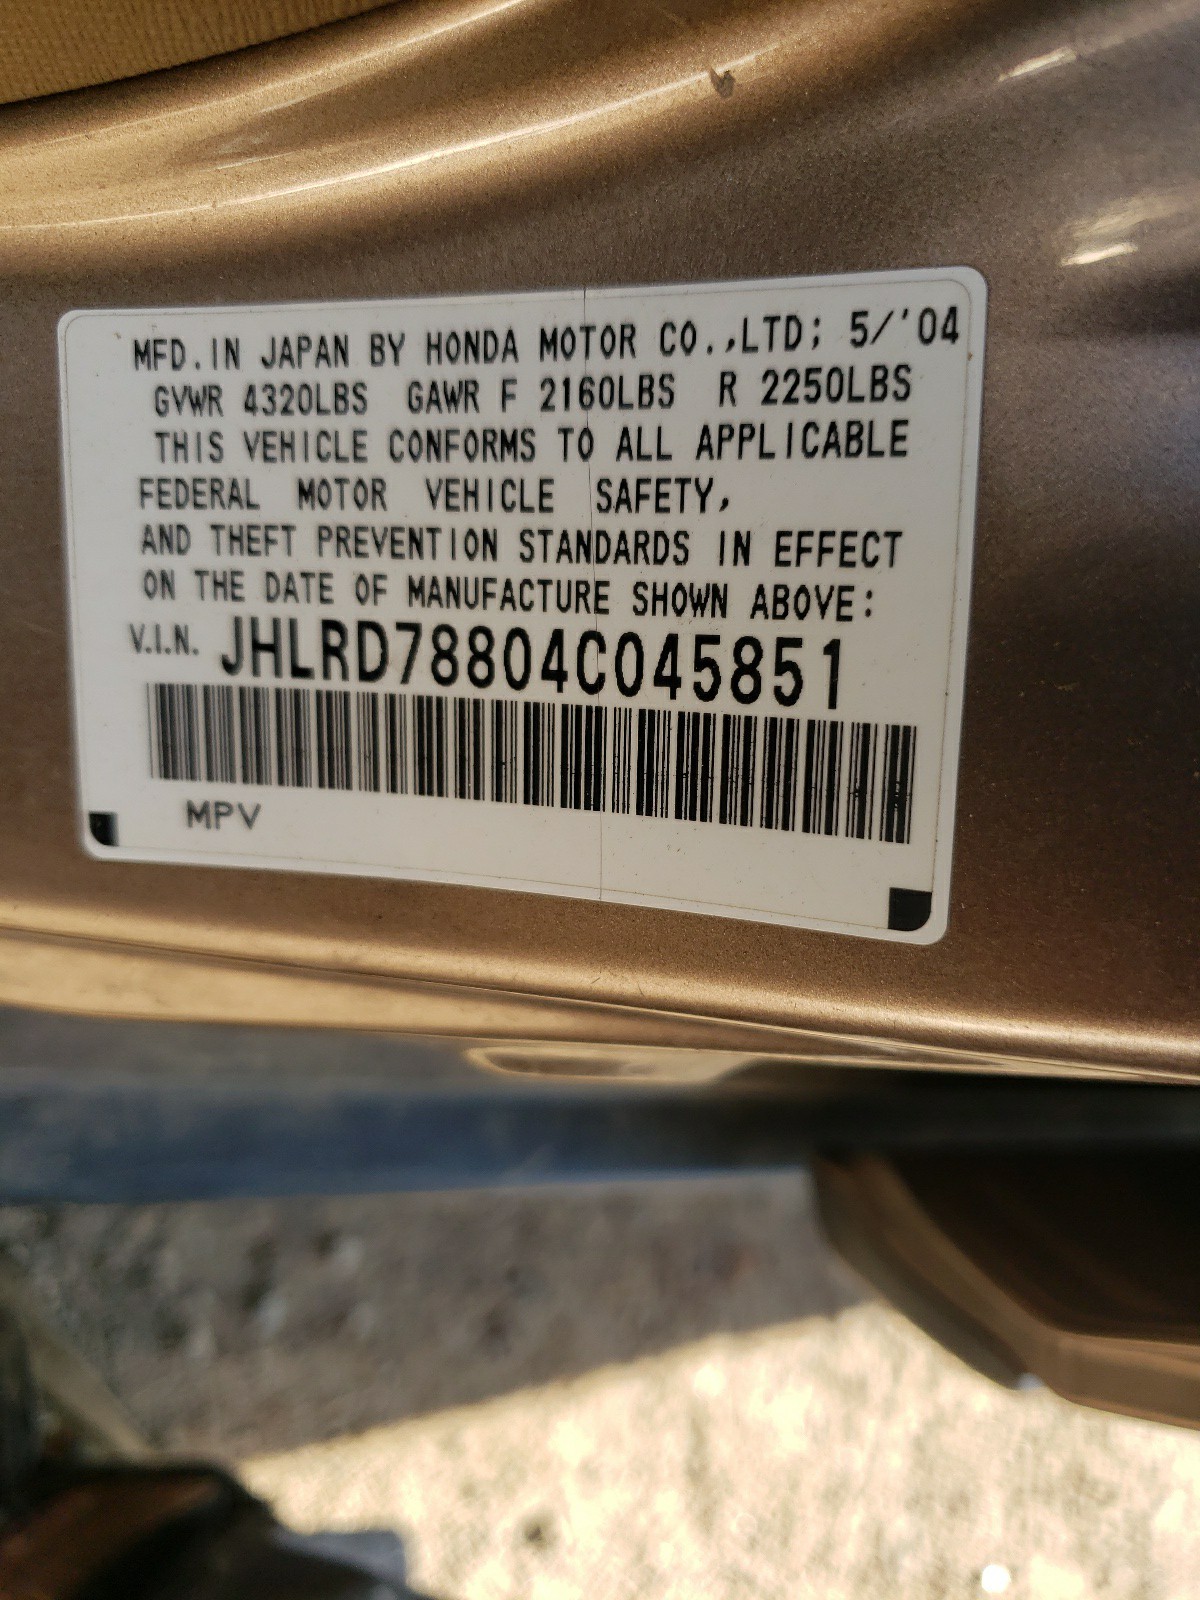 MFD. IN JAPAN BY HONDA MOTOR CO.,LTD; 5/'04
GVWR 4320LBS GAWR F 2160LBS R 2250LBS
THIS VEHICLE CONFORMS TO ALL APPLICABLE
FEDERAL MOTOR VEHICLE SAFETY,
AND THEFT PREVENTION STANDARDS IN EFFECT
ON THE DATE OF MANUFACTURE SHOWN ABOVE:
V.I.N. JHLRD78804C045851
MPV